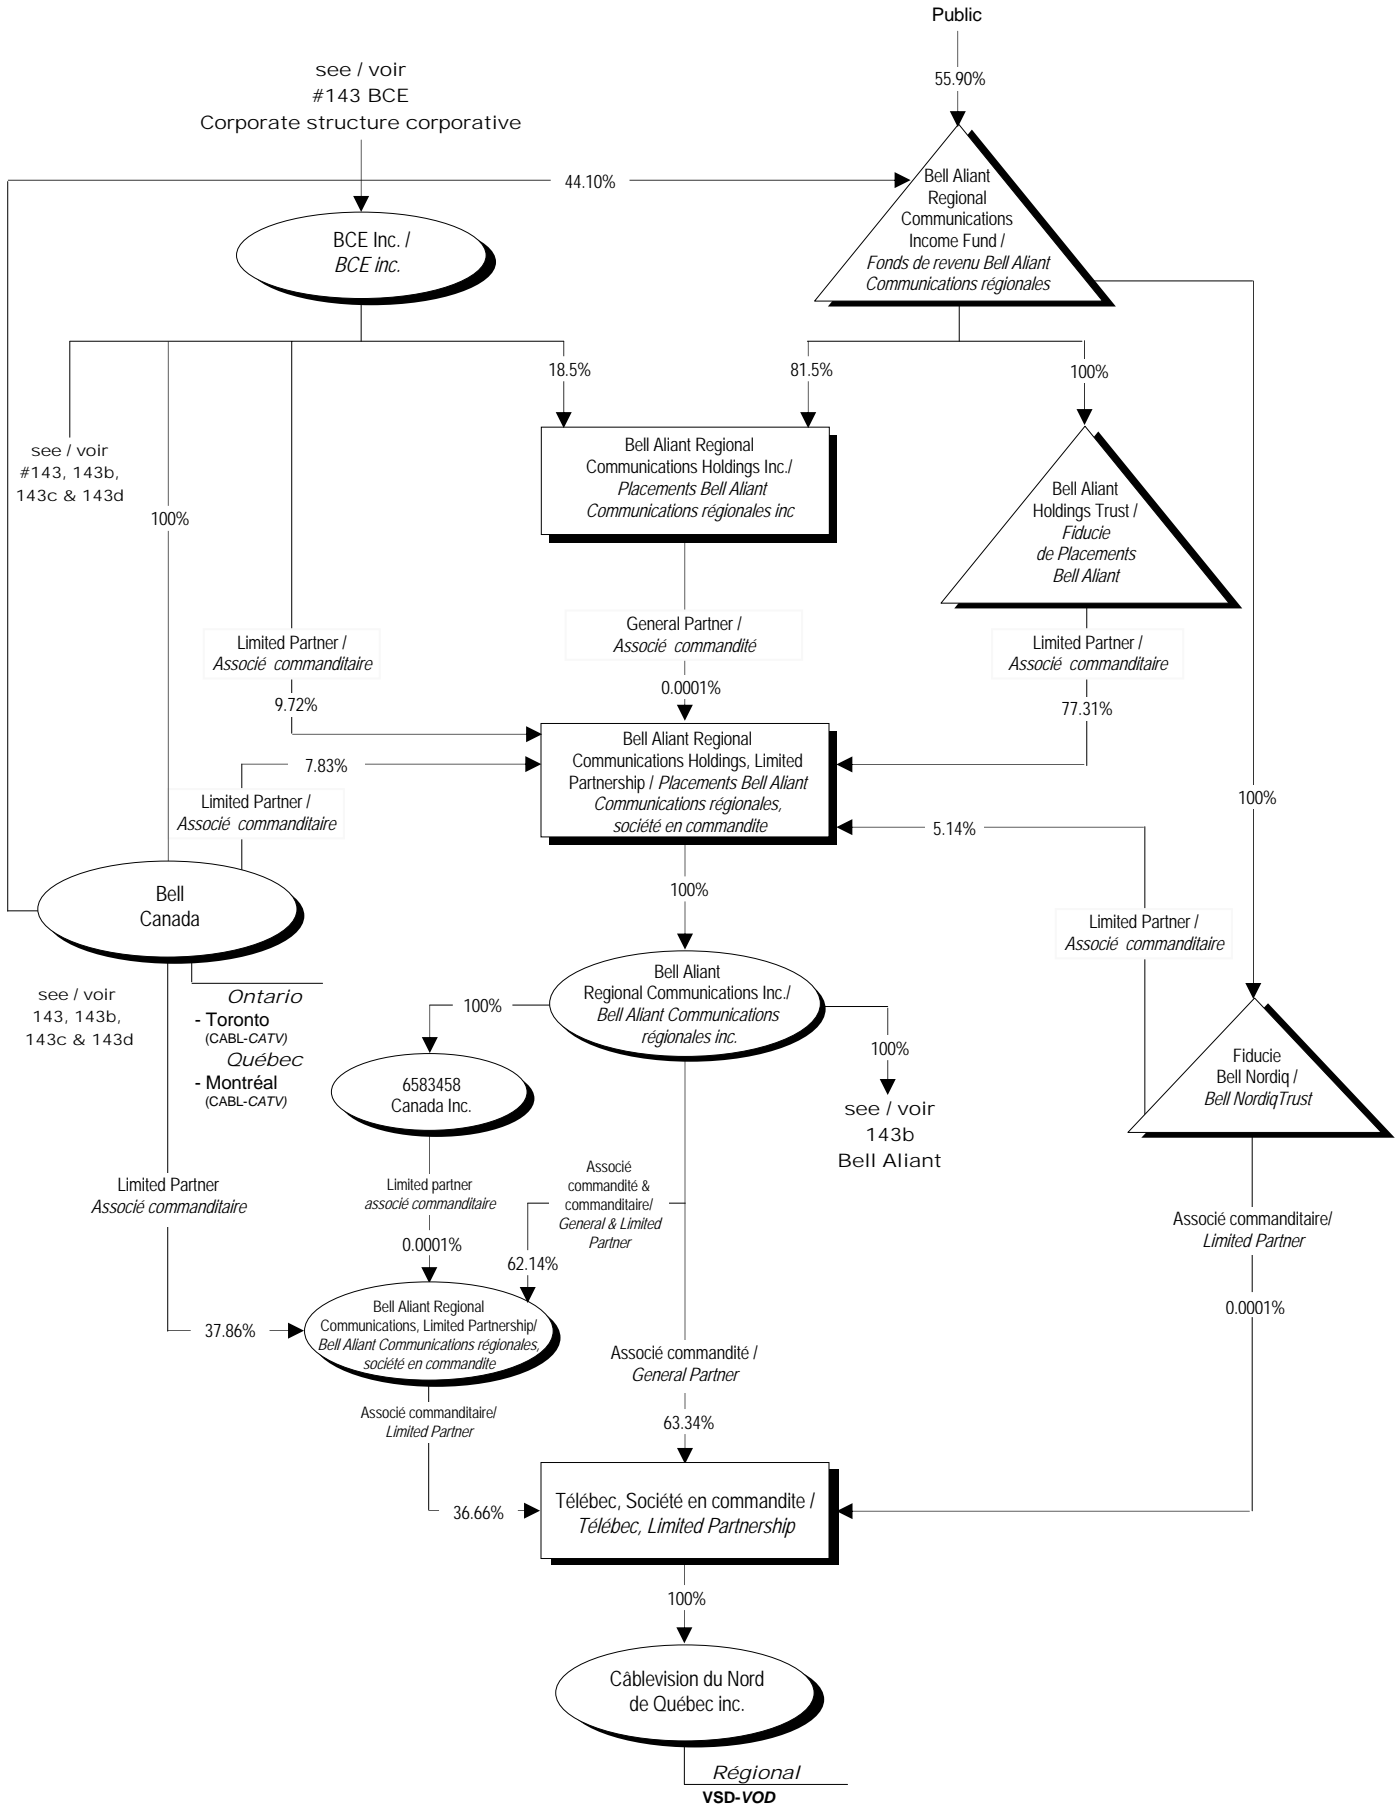 Public
55.90%
see / voir
#143 BCE
Corporate structure corporative
44.10%
Bell Aliant
Regional
Communications
Income Fund /
Fonds de revenu Bell Aliant
Communications régionales
BCE Inc. /
BCE inc.
18.5%
81.5%
100%
see / voir
#143, 143b,
143c & 143d
100%
Bell Aliant Regional
Communications Holdings Inc./
Placements Bell Aliant
Communications régionales inc
Bell Aliant
Holdings Trust /
Fiducie
de Placements
Bell Aliant
Limited Partner /
Associé commanditaire
9.72%
General Partner /
Associé commandité
0.0001%
Limited Partner /
Associé commanditaire
77.31%
Bell Aliant Regional
Communications Holdings, Limited
Partnership / Placements Bell Aliant
Communications régionales,
société en commandite
7.83%
Limited Partner /
Associé commanditaire
100%
5.14%
Bell
Canada
100%
Limited Partner /
Associé commanditaire
see / voir
143, 143b,
143c & 143d
Ontario
- Toronto
(CABL-CATV)
Québec
- Montréal
(CABL-CATV)
100%
Bell Aliant
Regional Communications Inc./
Bell Aliant Communications
régionales inc.
100%
see / voir
143b
Bell Aliant
6583458
Canada Inc.
Fiducie
Bell Nordiq /
Bell NordiqTrust
Limited Partner
Associé commanditaire
Limited partner
associé commanditaire
0.0001%
Associé
commandité &
commanditaire/
General & Limited
Partner
62.14%
Associé commanditaire/
Limited Partner
0.0001%
37.86%
Bell Aliant Regional
Communications, Limited Partnership/
Bell Aliant Communications régionales,
société en commandite
Associé commandité /
General Partner
63.34%
Associé commanditaire/
Limited Partner
36.66%
Télébec, Société en commandite /
Télébec, Limited Partnership
100%
Câblevision du Nord
de Québec inc.
Régional
VSD-VOD